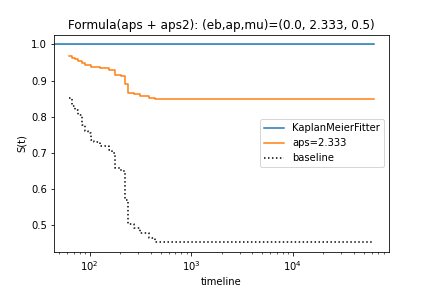 Formula(aps + aps2): (eb,ap,mu)=(0.0, 2.333, 0.5)
1.0
0.9
0.8
0.7
0.6
0.5
S(t)
KaplanMeierFitter
aps=2.333
baseline
10² 10³ 10⁴
timeline